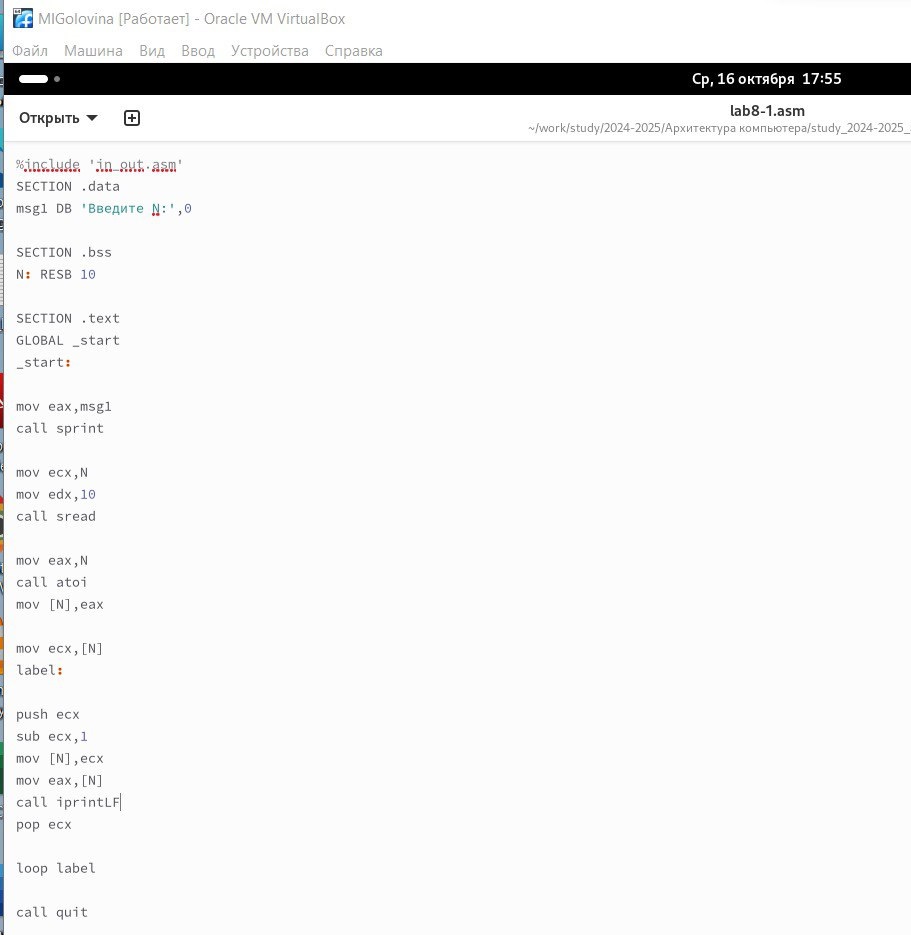 MIGolovina [Работает] - Oracle VM VirtualBox
Файл Машина Вид Ввод Устройства Справка
Ср, 16 октября 17:55
Открыть
lab8-1.asm
~/work/study/2024-2025/Архитектура компьютера/study_2024-2025_
%include 'in_out.asm'
SECTION .data
msg1 DB 'Введите N:',0
SECTION .bss
N: RESB 10
SECTION .text
GLOBAL _start
_start:
mov eax,msg1
call sprint
mov ecx,N
mov edx,10
call sread
mov eax,N
call atoi
mov [N],eax
mov ecx,[N]
label:
push ecx
sub ecx,1
mov [N],ecx
mov eax,[N]
call iprintLF
pop ecx
loop label
call quit